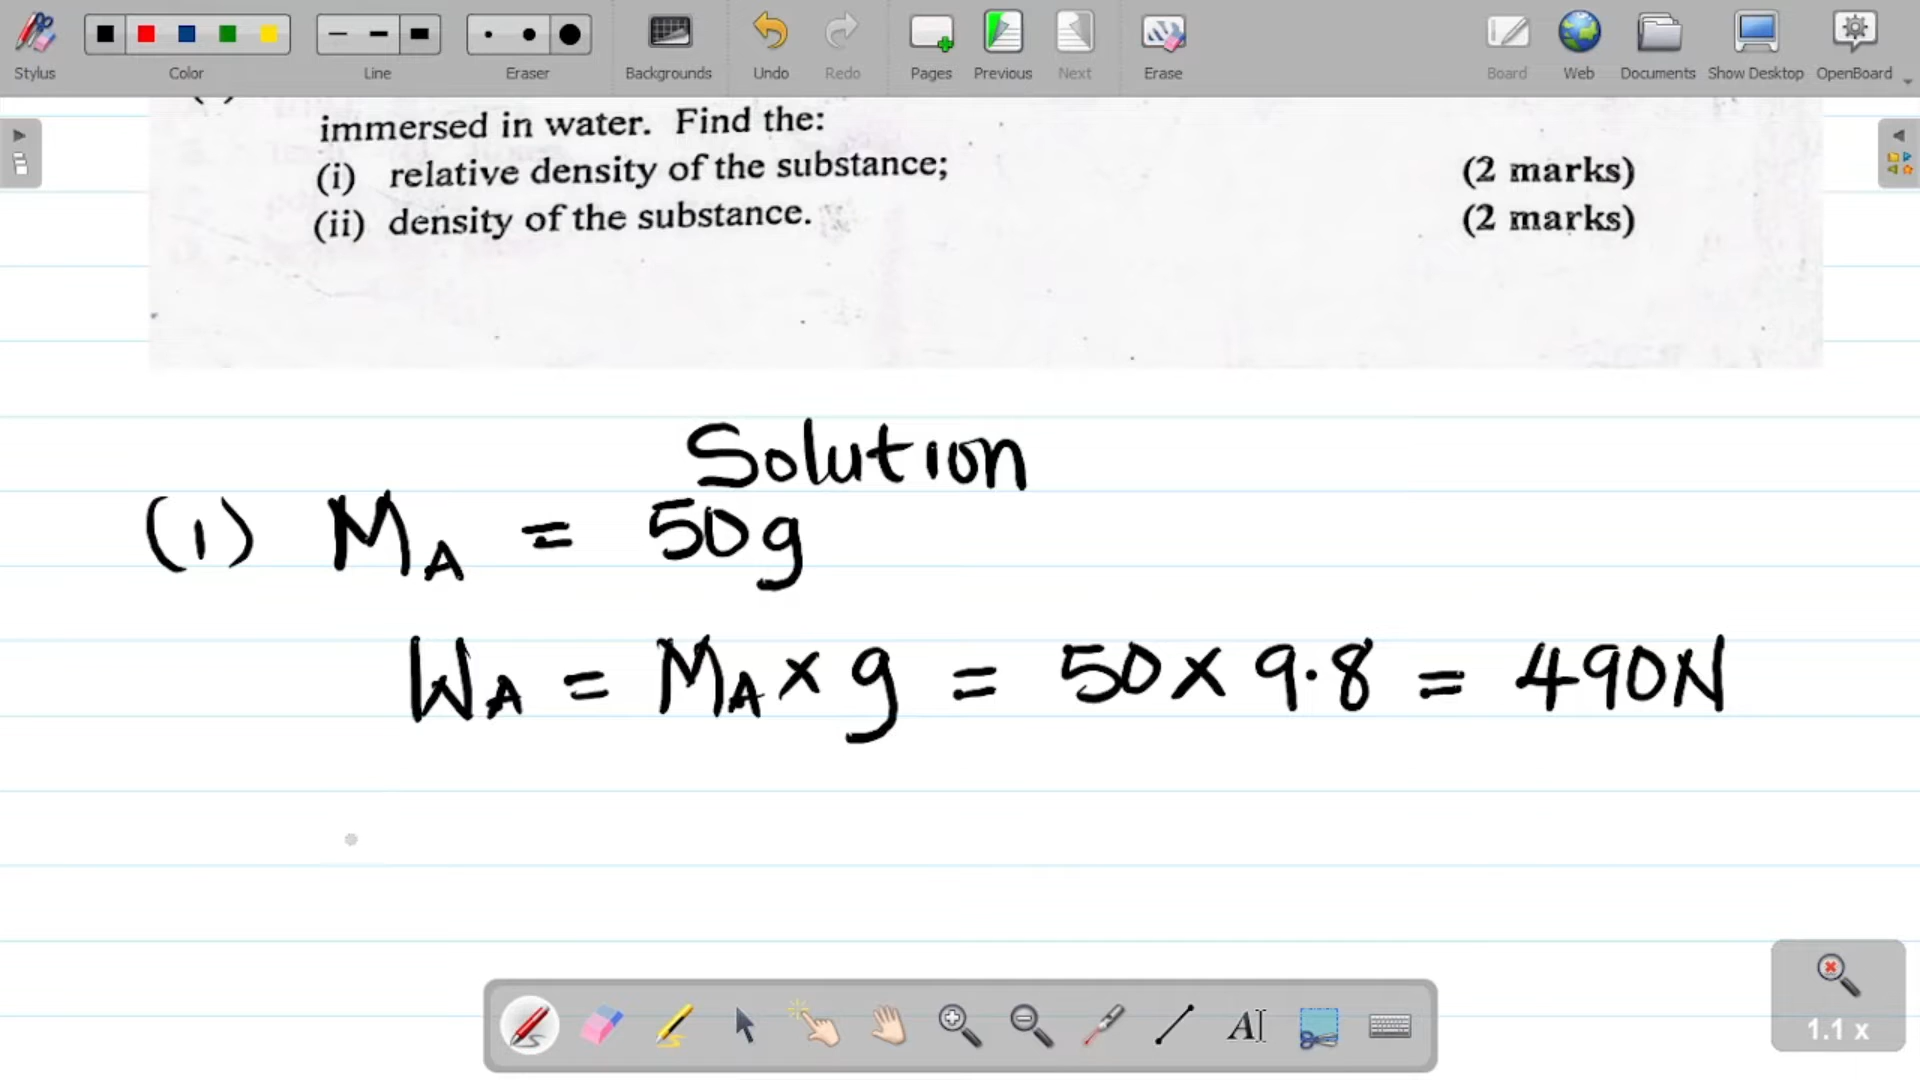 Stylus Color Line Eraser Backgrounds Undo Redo Pages Previous Next Erase Board Web Documents Show Desktop OpenBoard
immersed in water. Find the:
(i) relative density of the substance; (2 marks)
(ii) density of the substance. (2 marks)
Solution
(i) MA = 50g
WA = MA × g = 50 × 9.8 = 490N
1.1 x